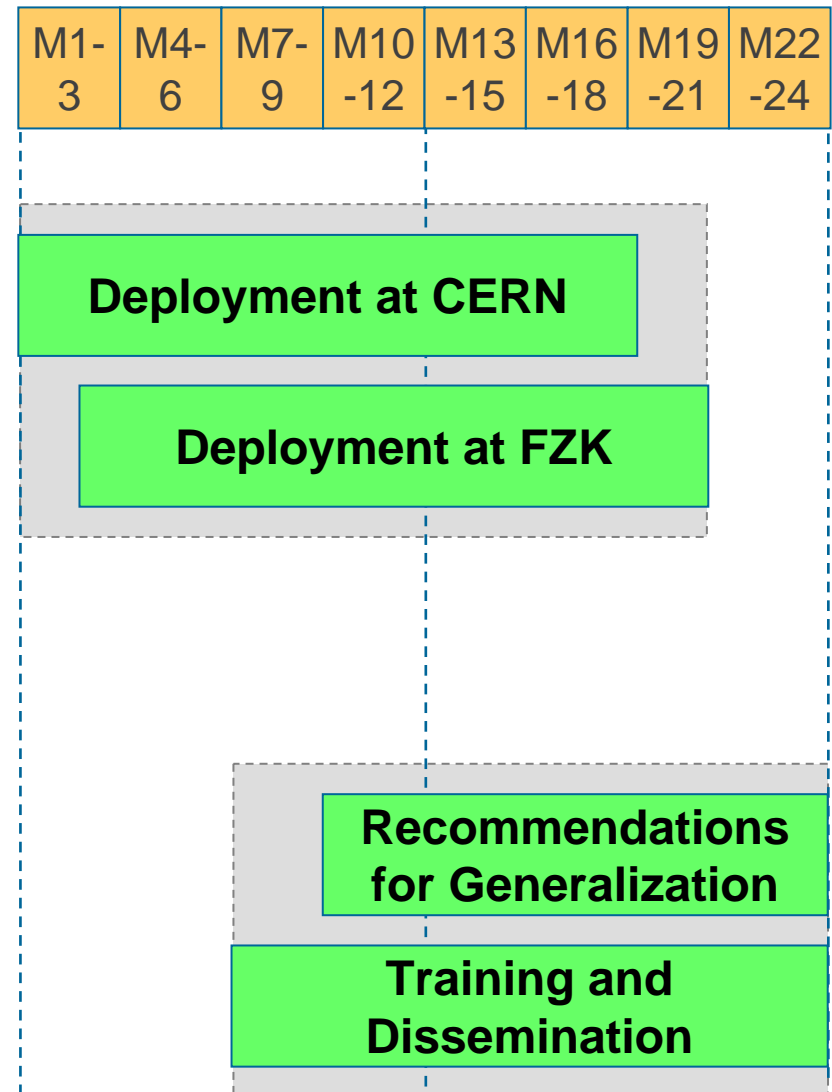 M1- M4- M7- M10 M13 M16 M19 M22
3 6 9 -12 -15 -18 -21 -24
Deployment at CERN
Deployment at FZK
Recommendations
for Generalization
Training and
Dissemination